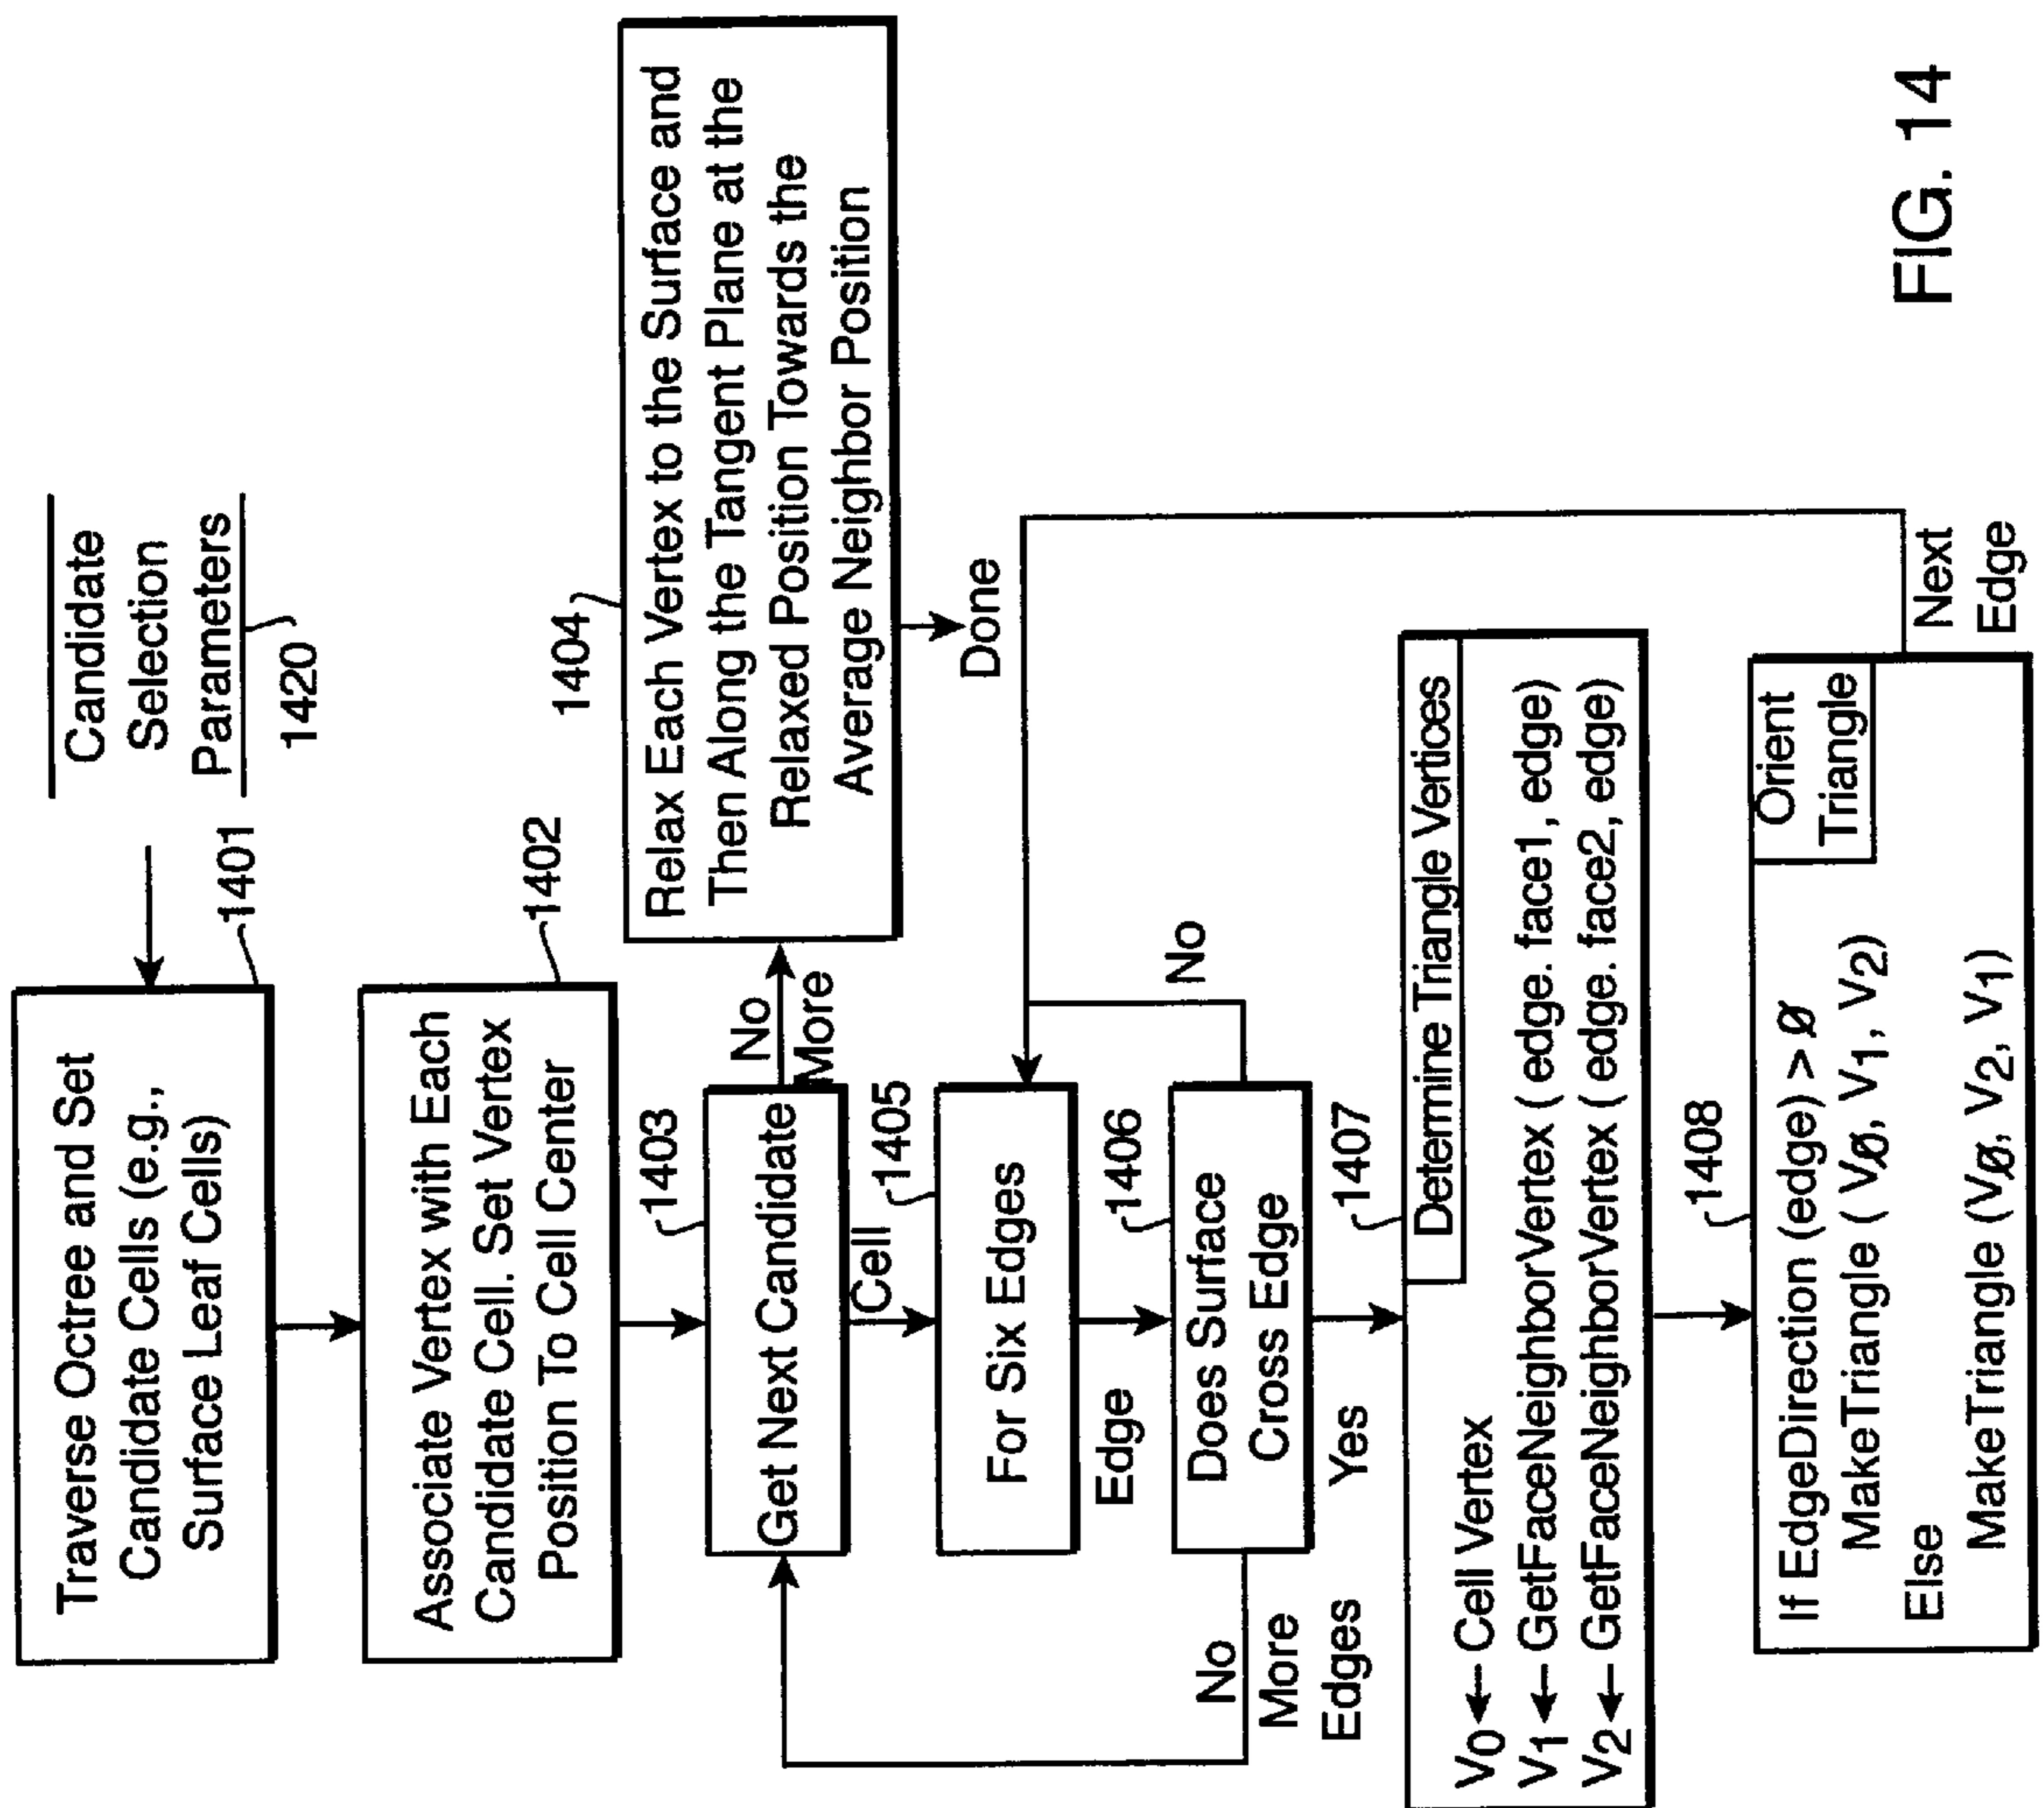 Candidate
Selection
Parameters
1420
Traverse Octree and Set
Candidate Cells (e.g.,
Surface Leaf Cells)
1401
Associate Vertex with Each
Candidate Cell. Set Vertex
Position To Cell Center
1402
Get Next Candidate
1403
No
More
Relax Each Vertex to the Surface and
Then Along the Tangent Plane at the
Relaxed Position Towards the
Average Neighbor Position
1404
Done
Cell
For Six Edges
1405
Edge
Does Surface
Cross Edge
1406
No
No
More
Edges
Yes
1407
Determine Triangle Vertices
V0 ← Cell Vertex
V1 ← GetFaceNeighborVertex ( edge. face1, edge)
V2 ← GetFaceNeighborVertex ( edge. face2, edge)
1408
Orient
Triangle
If EdgeDirection (edge) > Ø
MakeTriangle ( VØ, V1, V2)
Else
MakeTriangle (VØ, V2, V1)
Next
Edge
FIG. 14